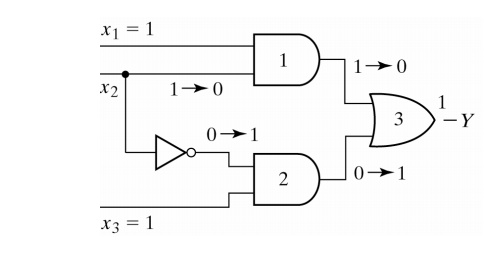 x₁ = 1
1
1→0
x₂
1→0
1
3
Y
0→1
2
0→1
x₃ = 1